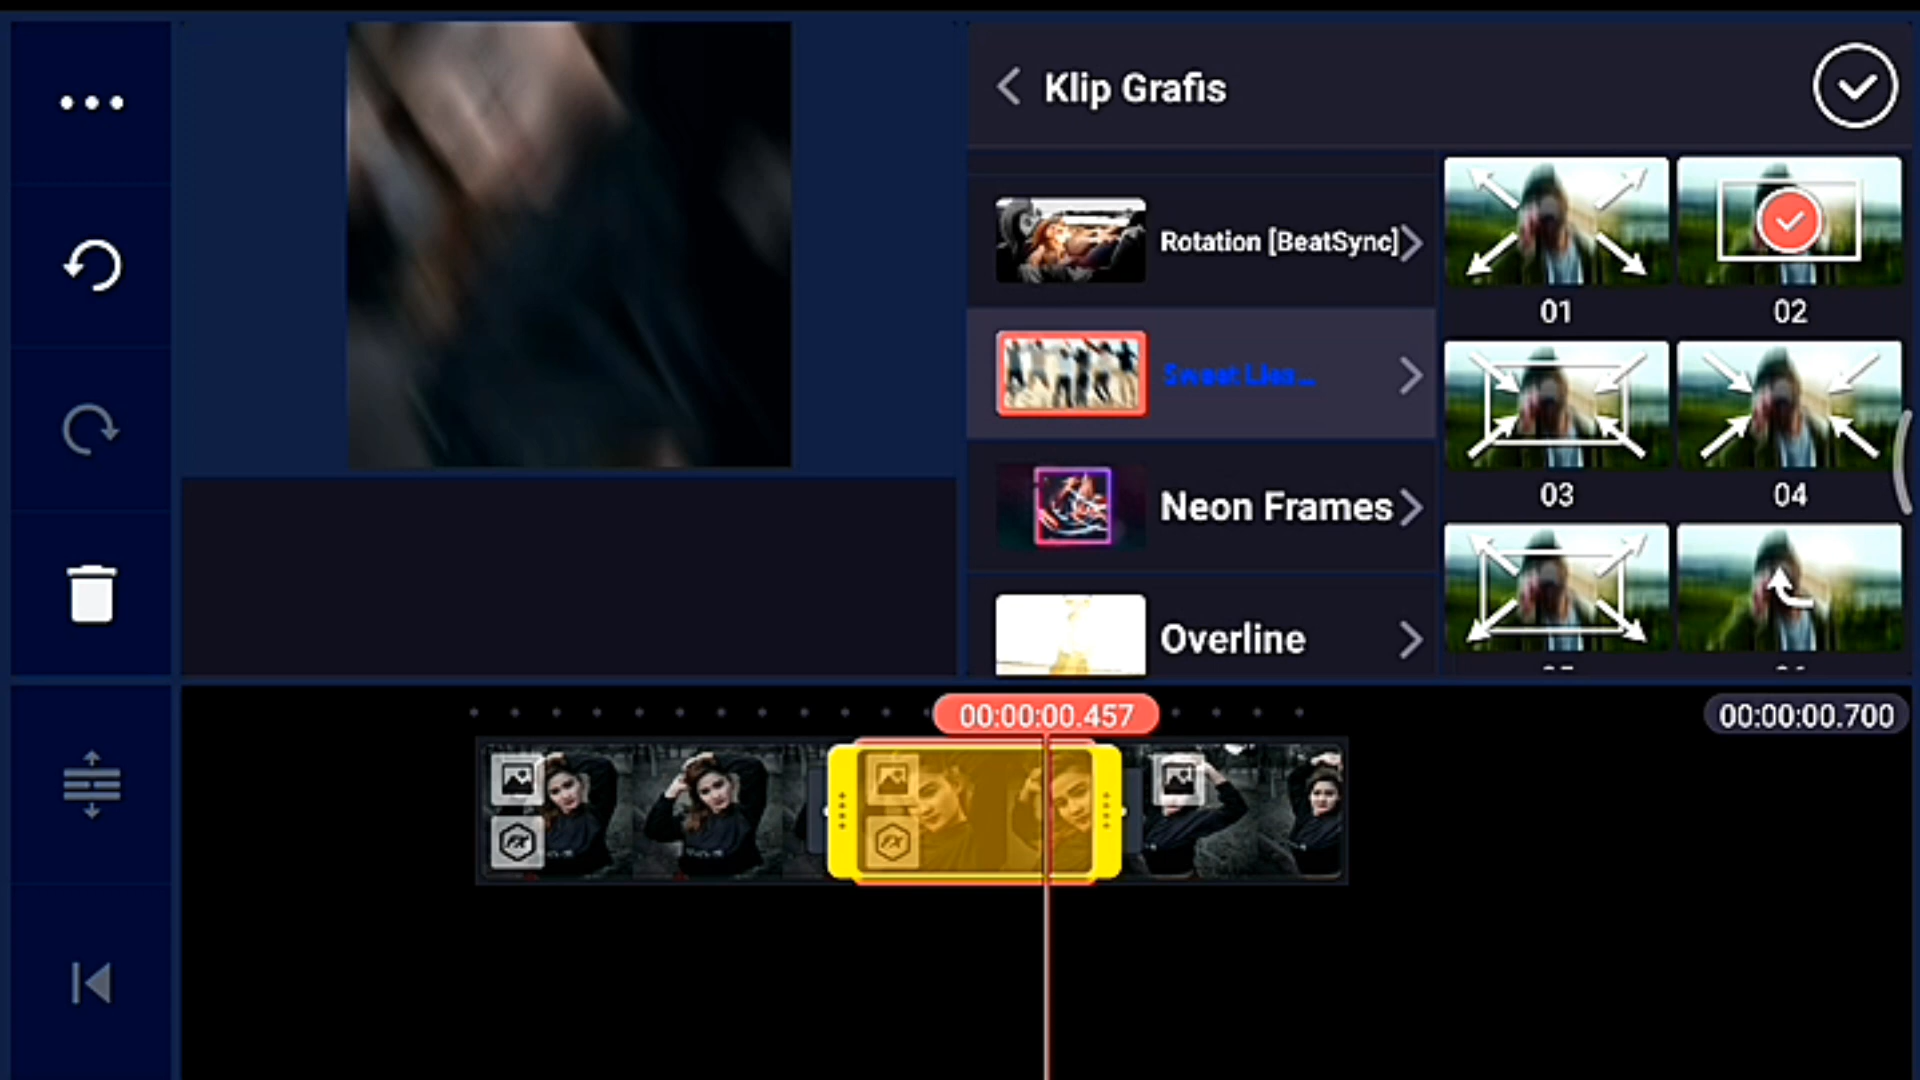 Klip Grafis
Rotation [BeatSync]
Neon Frames
Overline
01
02
03
04
00:00:00.457
00:00:00.700